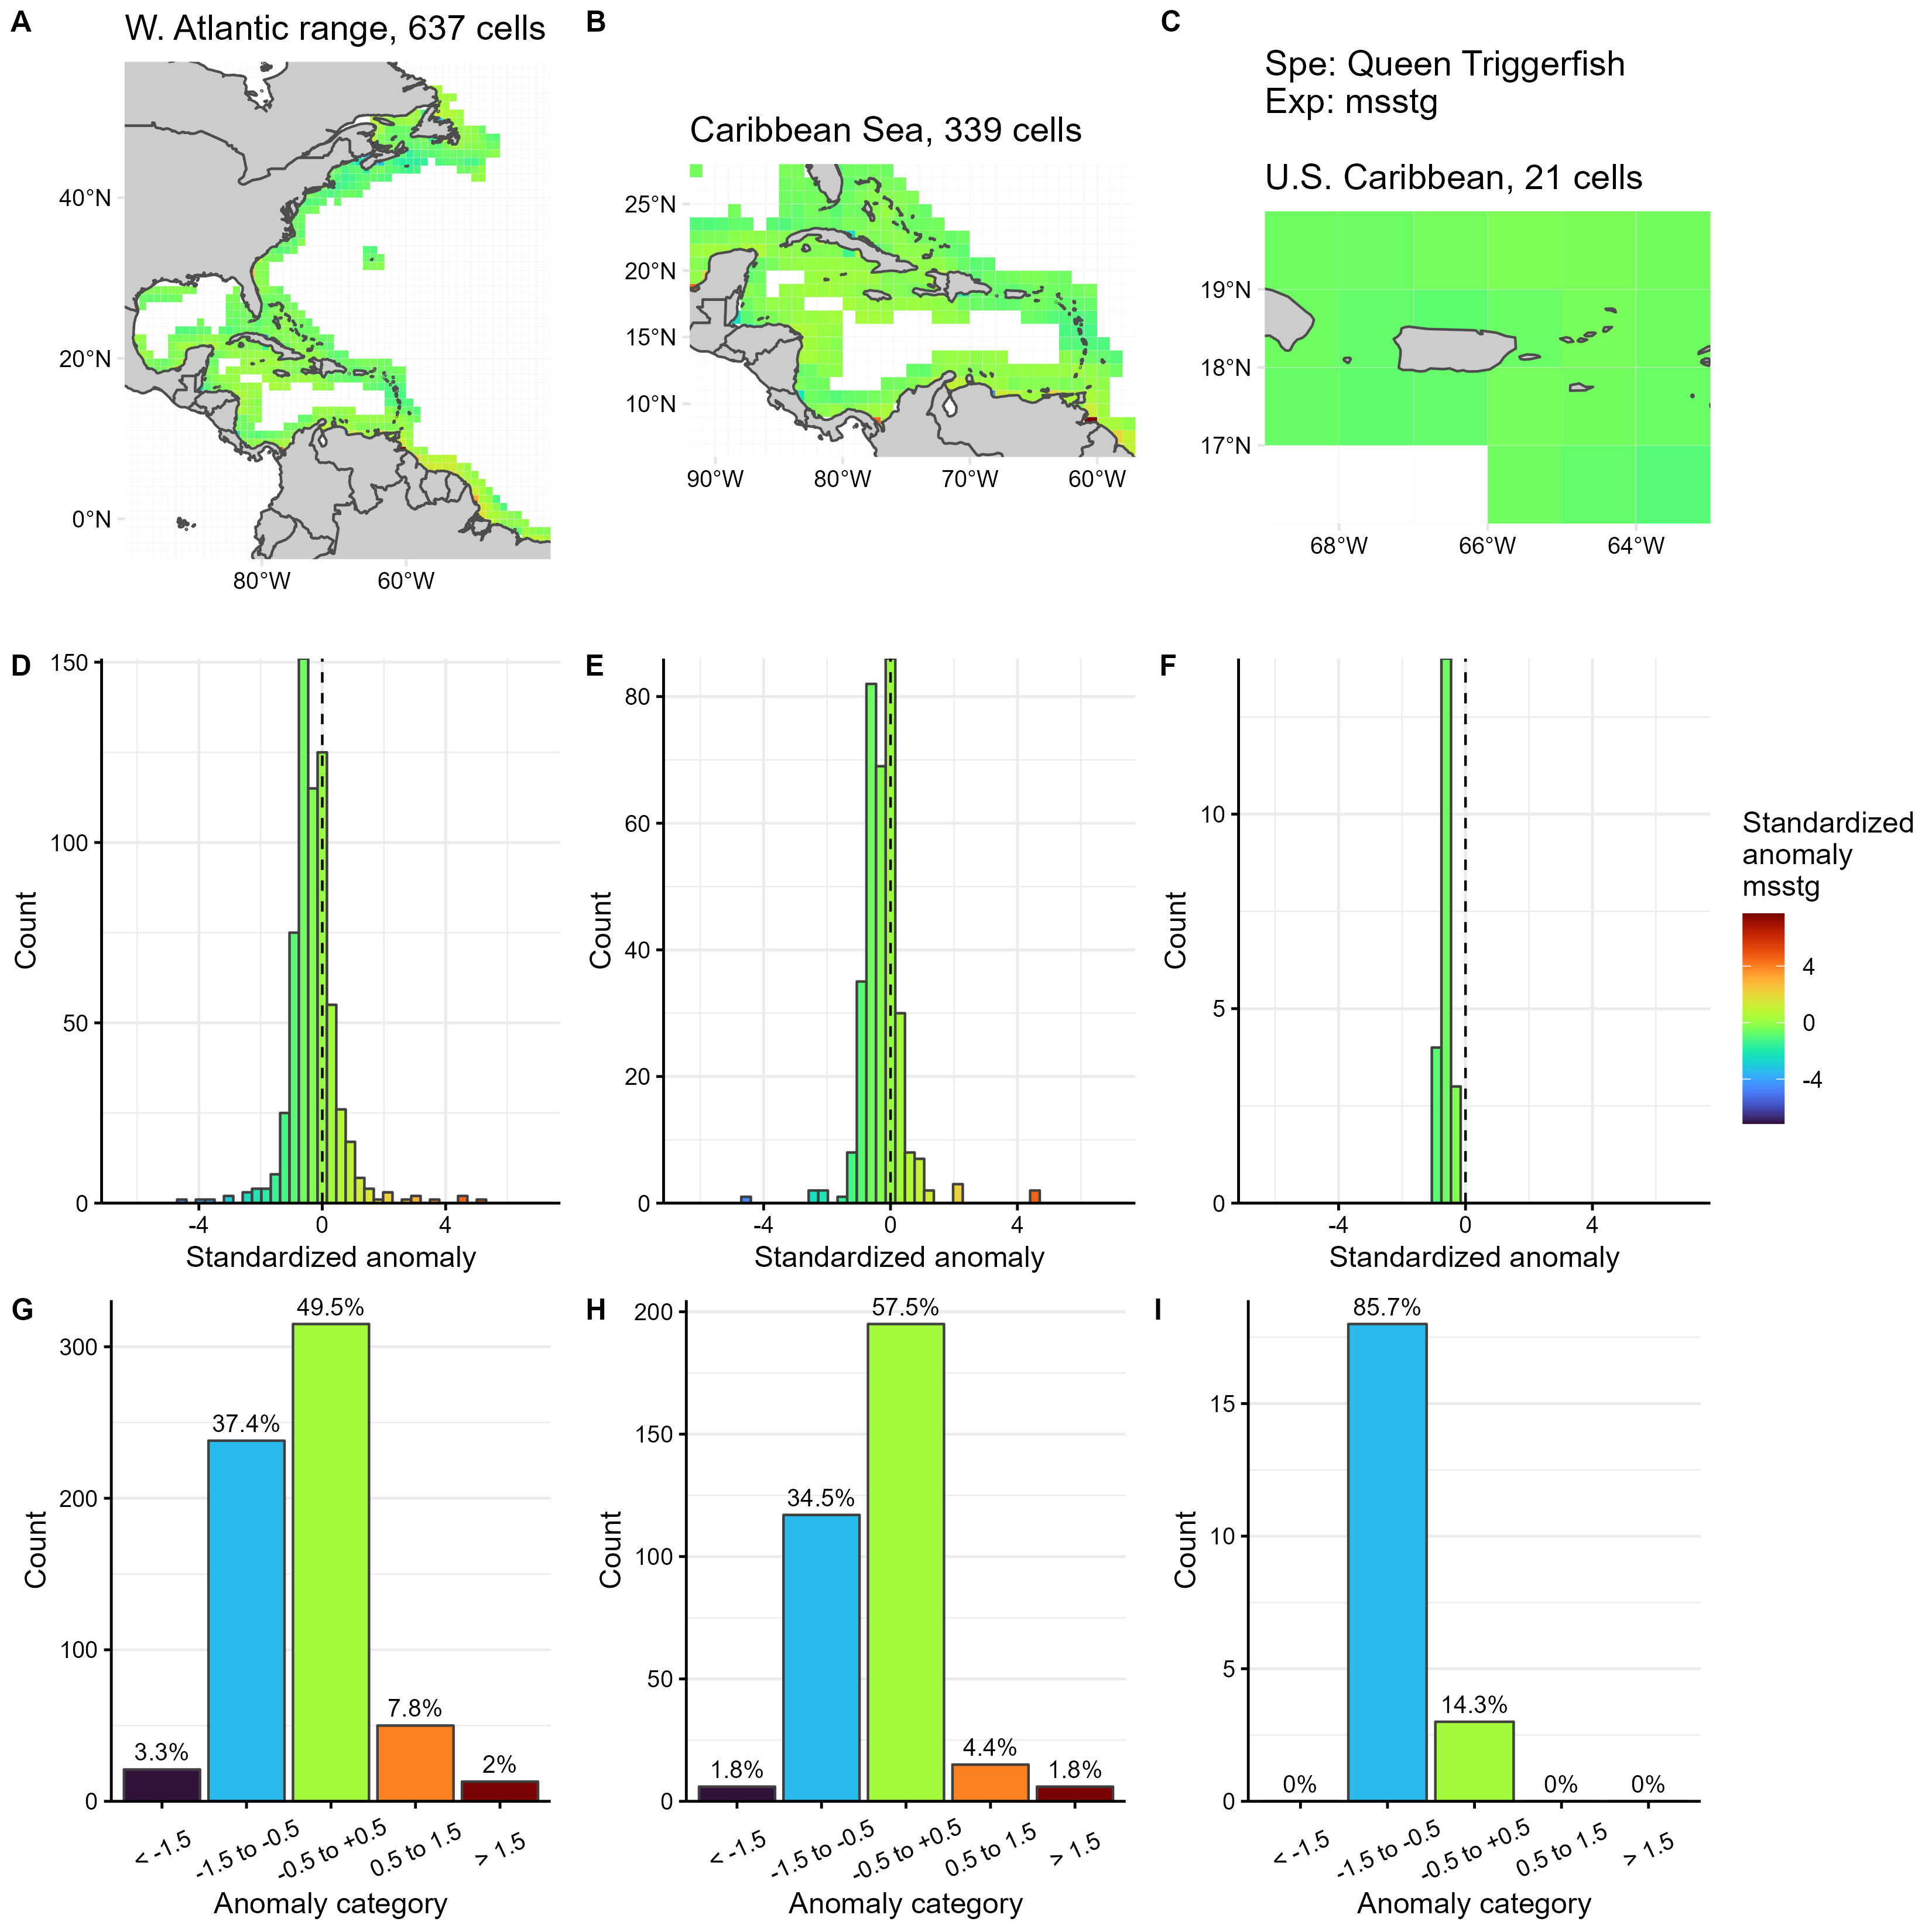 A
W. Atlantic range, 637 cells
40°N
20°N
0°N
80°W
60°W
B
Caribbean Sea, 339 cells
25°N
20°N
15°N
10°N
90°W
80°W
70°W
60°W
C
Spe: Queen Triggerfish
Exp: msstg
U.S. Caribbean, 21 cells
19°N
18°N
17°N
68°W
66°W
64°W
D
150
100
50
0
Count
-4
0
4
Standardized anomaly
E
80
60
40
20
0
Count
-4
0
4
Standardized anomaly
F
10
5
0
Count
-4
0
4
Standardized anomaly
Standardized
anomaly
msstg
4
0
-4
G
300
200
100
0
Count
3.3%
37.4%
49.5%
7.8%
2%
< -1.5
-1.5 to -0.5
-0.5 to +0.5
0.5 to 1.5
> 1.5
Anomaly category
H
200
150
100
50
0
Count
1.8%
34.5%
57.5%
4.4%
1.8%
< -1.5
-1.5 to -0.5
-0.5 to +0.5
0.5 to 1.5
> 1.5
Anomaly category
I
15
10
5
0
Count
0%
85.7%
14.3%
0%
0%
< -1.5
-1.5 to -0.5
-0.5 to +0.5
0.5 to 1.5
> 1.5
Anomaly category